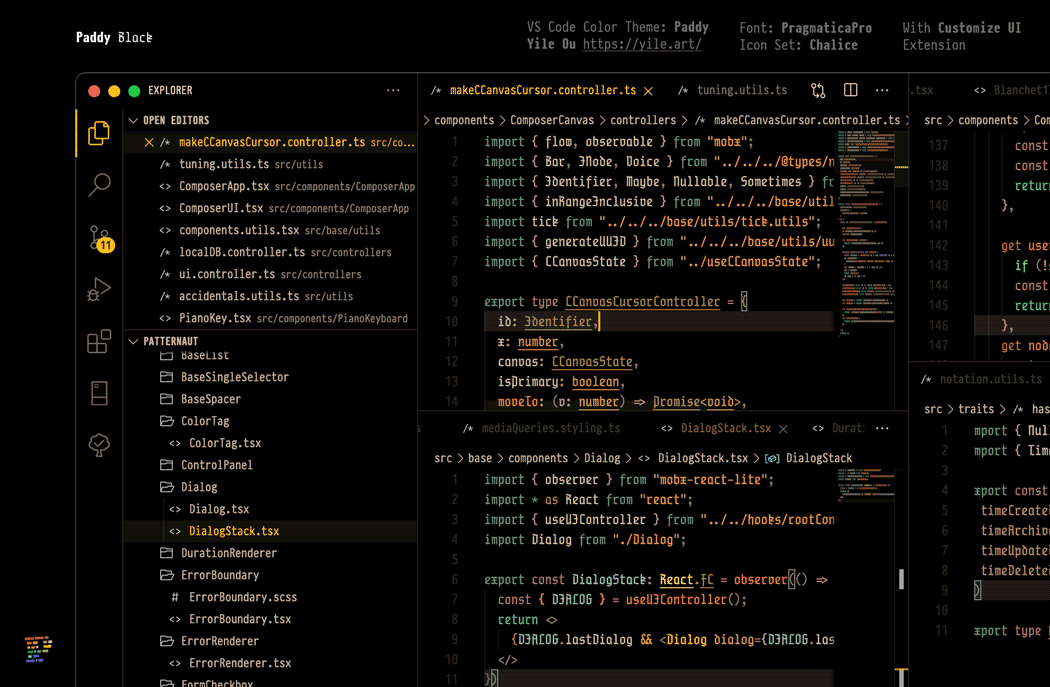 Paddy Black
VS Code Color Theme: Paddy
Yile Ou https://yile.art/
Font: PragmaticaPro
Icon Set: Chalice
With Customize UI
Extension
EXPLORER
OPEN EDITORS
makeCCanvasCursor.controller.ts src/co...
tuning.utils.ts src/utils
ComposerApp.tsx src/components/ComposerApp
ComposerUI.tsx src/components/ComposerApp
components.utils.tsx src/base/utils
localDB.controller.ts src/controllers
ui.controller.ts src/controllers
accidentals.utils.ts src/utils
PianoKey.tsx src/components/PianoKeyboard
11
PATTERNAUT
BaseList
BaseSingleSelector
BaseSpacer
ColorTag
<> ColorTag.tsx
ControlPanel
Dialog
<> Dialog.tsx
<> DialogStack.tsx
DurationRenderer
ErrorBoundary
# ErrorBoundary.scss
<> ErrorBoundary.tsx
ErrorRenderer
<> ErrorRenderer.tsx
FormCheckbox
/* makeCCanvasCursor.controller.ts
/* tuning.utils.ts
> components > ComposerCanvas > controllers > /* makeCCanvasCursor.controller.ts >
1 import { flow, observable } from "mobx";
2 import { Bar, INode, Voice } from "../../../@types/n
3 import { Identifier, Maybe, Nullable, Sometimes } fr
4 import { inRangeInclusive } from "../../../base/util
5 import tick from "../../../base/utils/tick.utils";
6 import { generateUUID } from "../../../base/utils/uu
7 import { CCanvasState } from "../useCCanvasState";
8
9 export type CCanvasCursorController = {
10 id: Identifier,
11 x: number,
12 canvas: CCanvasState,
13 isPrimary: boolean,
14 moveTo: (v: number) => Promise<void>,
/* mediaQueries.styling.ts
<> DialogStack.tsx
<> Durat
src > base > components > Dialog > <> DialogStack.tsx > DialogStack
1 import { observer } from "mobx-react-lite";
2 import * as React from "react";
3 import { useUIController } from "../../hooks/rootCon
4 import Dialog from "./Dialog";
5
6 export const DialogStack: React.FC = observer(() =>
7 const { DIALOG } = useUIController();
8 return <>
9 {DIALOG.lastDialog && <Dialog dialog={DIALOG.las
10 </>
11 })
.tsx
<> Blanchet1
src > components > Com
137 const
138 const
139 return
140 },
141
142 get use
143 if (!s
144 const
145 return
146 },
147 get nod
/* notation.utils.ts
src > traits > /* has
1 mport { Nul
2 mport { Tim
3
4 export const
5 timeCreate
6 timeArchiv
7 timeUpdate
8 timeDelete
9 })
10
11 export type